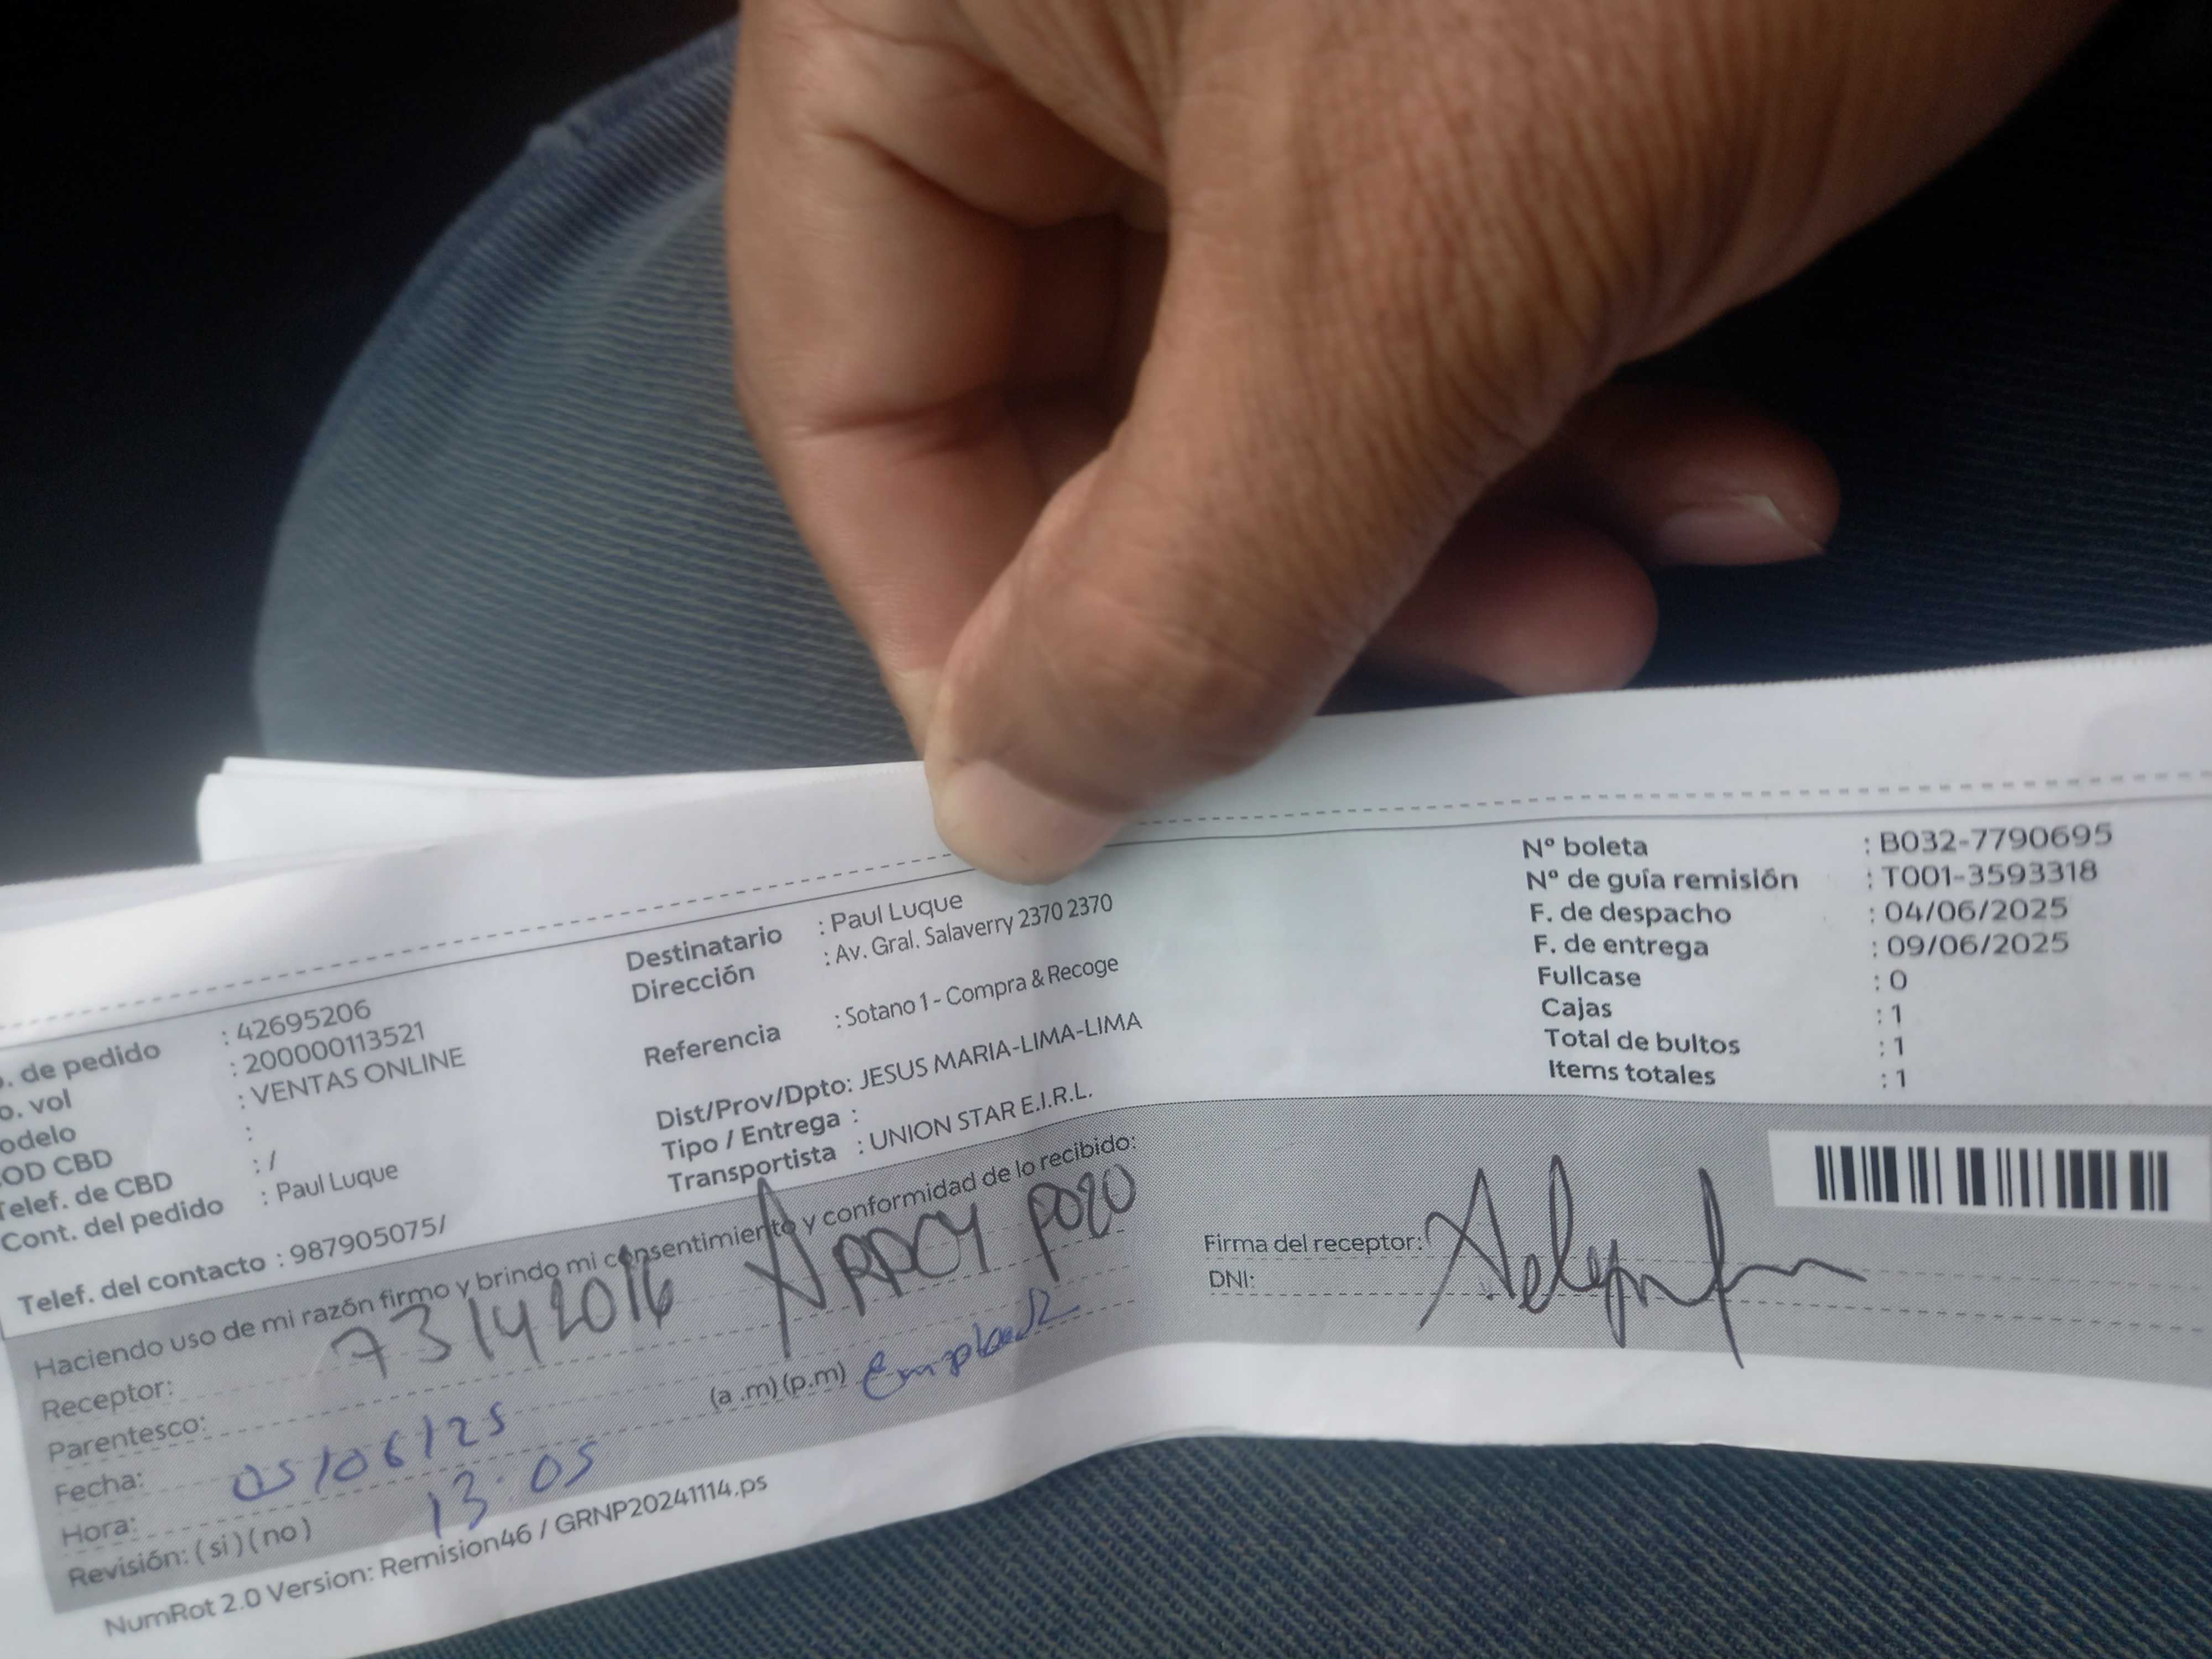 . de pedido : 42695206
o. vol : 200000113521
odelo : VENTAS ONLINE
OD CBD :
Telef. de CBD : /
Cont. del pedido : Paul Luque
Telef. del contacto : 987905075/
Destinatario : Paul Luque
Dirección : Av. Gral. Salaverry 2370 2370
Referencia : Sotano 1 - Compra & Recoge
Dist/Prov/Dpto: JESUS MARIA-LIMA-LIMA
Tipo / Entrega :
Transportista : UNION STAR E.I.R.L.
Nº boleta : B032-7790695
Nº de guía remisión : T001-3593318
F. de despacho : 04/06/2025
F. de entrega : 09/06/2025
Fullcase : 0
Cajas : 1
Total de bultos : 1
Items totales : 1
Haciendo uso de mi razón firmo y brindo mi consentimiento y conformidad de lo recibido:
Receptor: 73142016 pozo
Parentesco:
Fecha: 05/06/25
Hora: 13:05 (a .m) (p.m)
Revisión: ( si ) ( no )
Firma del receptor:
DNI:
NumRot 2.0 Version: Remision46 / GRNP20241114.ps